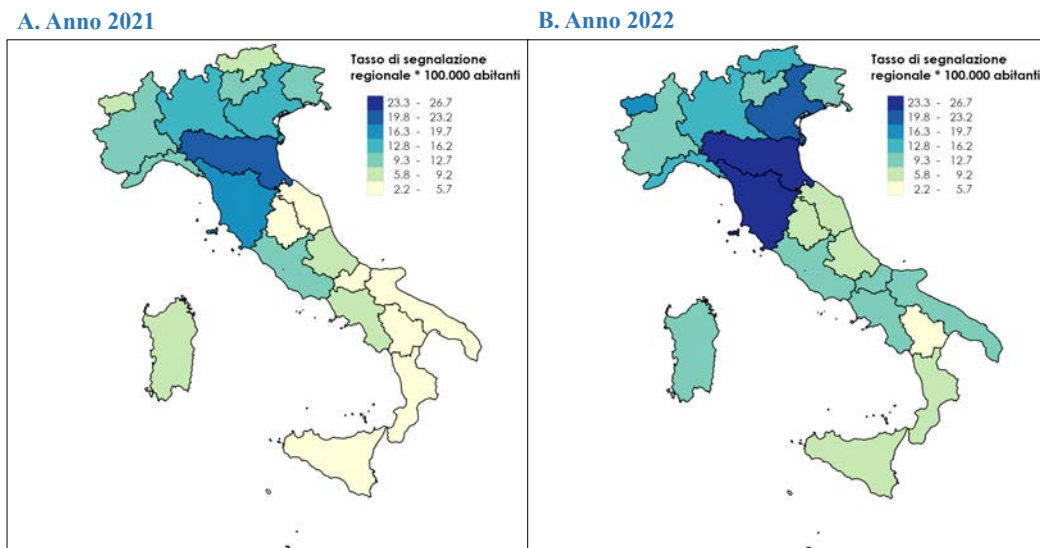 A. Anno 2021
Tasso di segnalazione
regionale * 100.000 abitanti
23.3 - 26.7
19.8 - 23.2
16.3 - 19.7
12.8 - 16.2
9.3 - 12.7
5.8 - 9.2
2.2 - 5.7
B. Anno 2022
Tasso di segnalazione
regionale * 100.000 abitanti
23.3 - 26.7
19.8 - 23.2
16.3 - 19.7
12.8 - 16.2
9.3 - 12.7
5.8 - 9.2
2.2 - 5.7